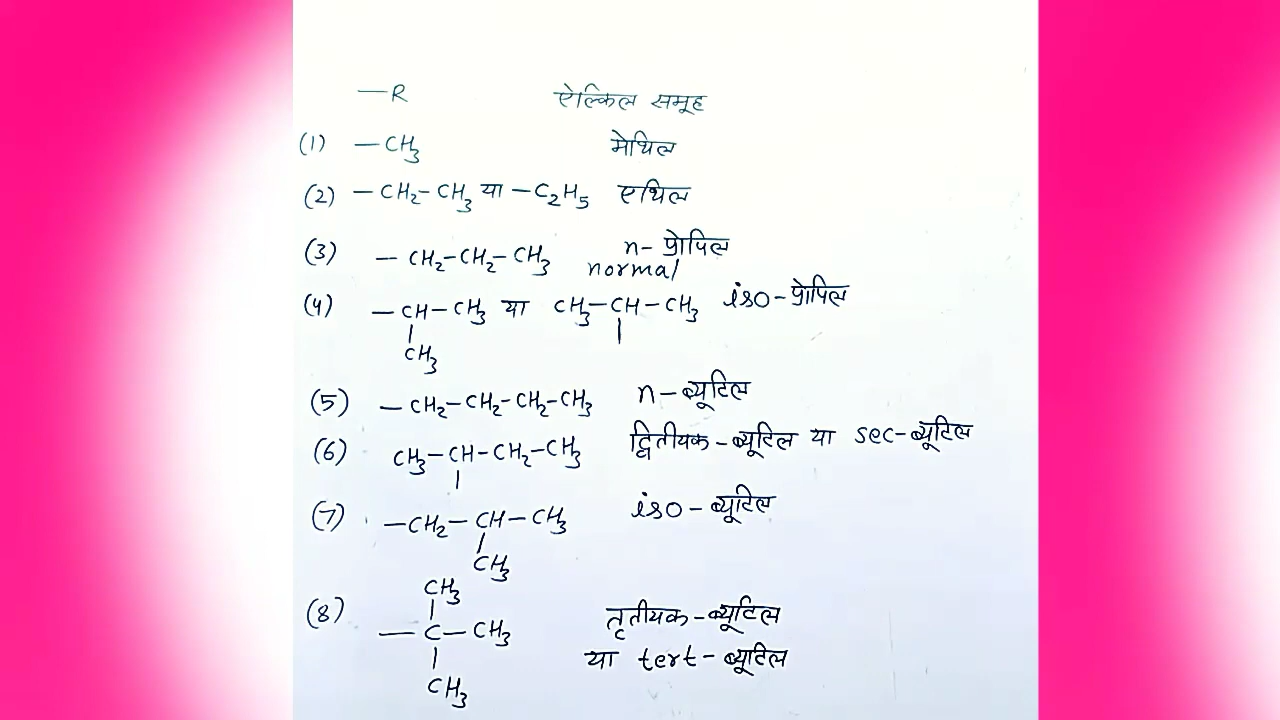 —R ऐल्किल समूह
(1) —CH₃ मेथिल
(2) —CH₂—CH₃ या —C₂H₅ एथिल
(3) —CH₂—CH₂—CH₃ n-प्रोपिल
normal
(4) —CH—CH₃ या CH₃—CH—CH₃ iso-प्रोपिल
|     |
CH₃
(5) —CH₂—CH₂-CH₂-CH₃ n-ब्यूटिल
(6) CH₃—CH-CH₂-CH₃ द्वितीयक-ब्यूटिल या sec-ब्यूटिल
|
(7) —CH₂—CH—CH₃ iso-ब्यूटिल
|
CH₃
CH₃
|
(8) —C—CH₃ तृतीयक-ब्यूटिल
| या tert-ब्यूटिल
CH₃